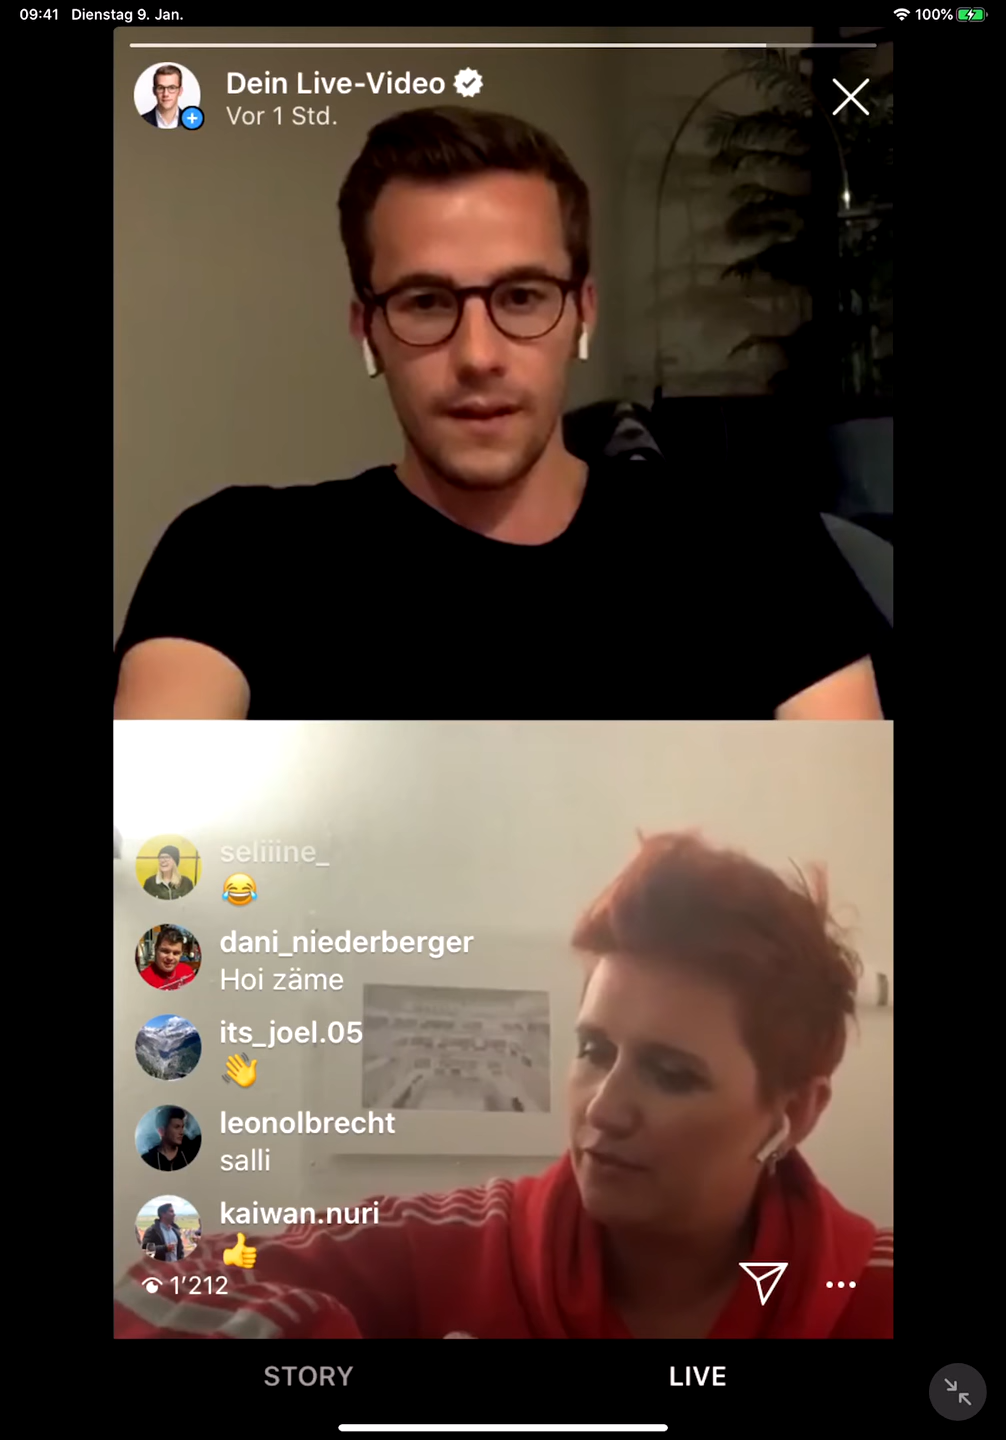 09:41 Dienstag 9. Jan. 100%
Dein Live-Video
Vor 1 Std.
seliiine_
😂
dani_niederberger
Hoi zäme
its_joel.05
👋
leonolbrecht
salli
kaiwan.nuri
👍
1’212
STORY LIVE